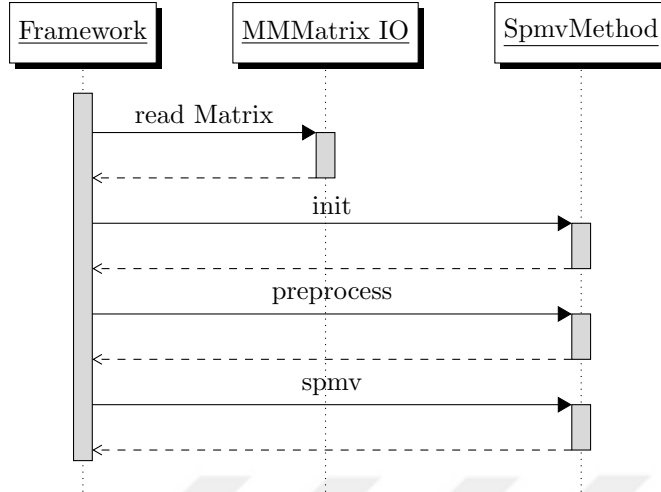 Framework
MMMatrix IO
SpmvMethod
read Matrix
init
preprocess
spmv